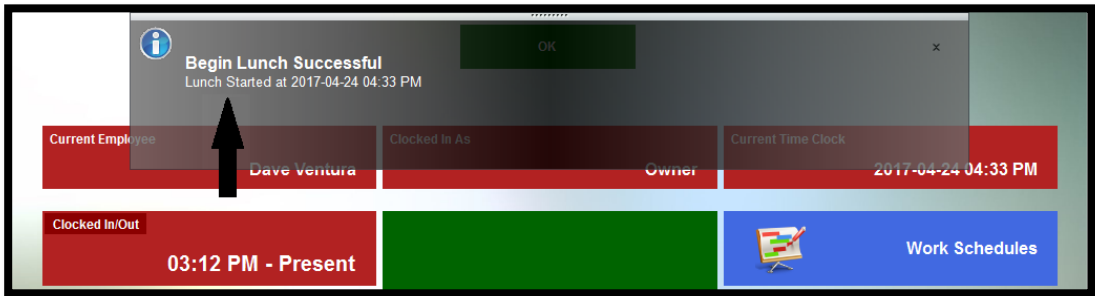 OK
x
Begin Lunch Successful
Lunch Started at 2017-04-24 04:33 PM
Current Employee
Dave Ventura
Clocked In As
Owner
Current Time Clock
2017-04-24 04:33 PM
Clocked In/Out
03:12 PM - Present
Work Schedules